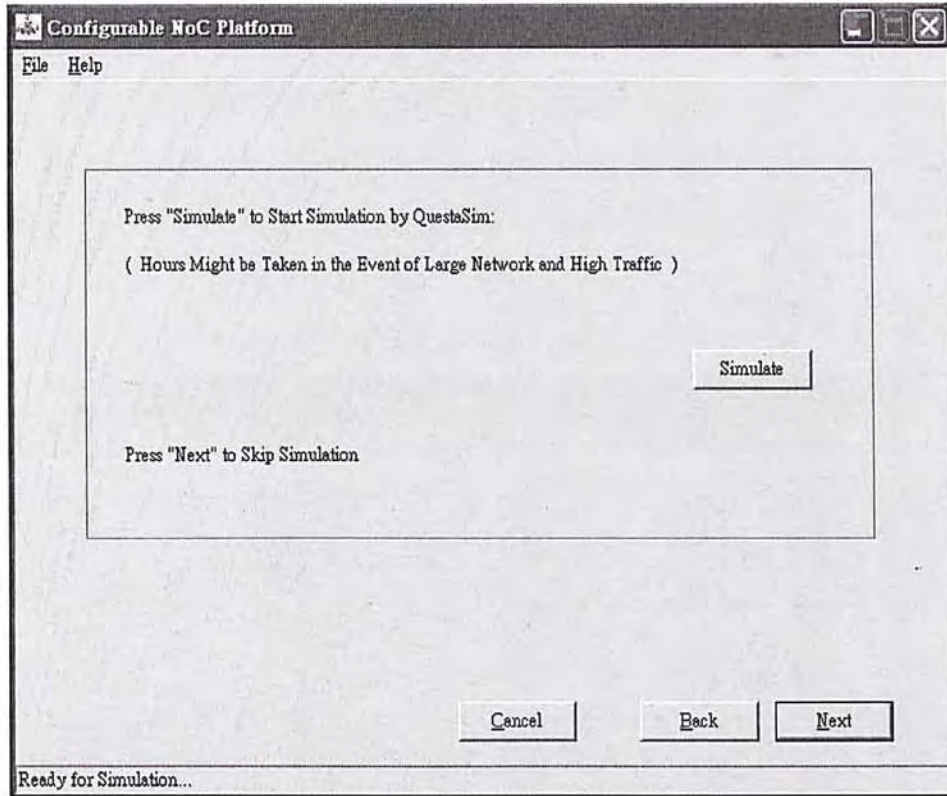 Configurable NoC Platform
File Help
Press "Simulate" to Start Simulation by QuestaSim:
( Hours Might be Taken in the Event of Large Network and High Traffic )
Simulate
Press "Next" to Skip Simulation
Cancel Back Next
Ready for Simulation...